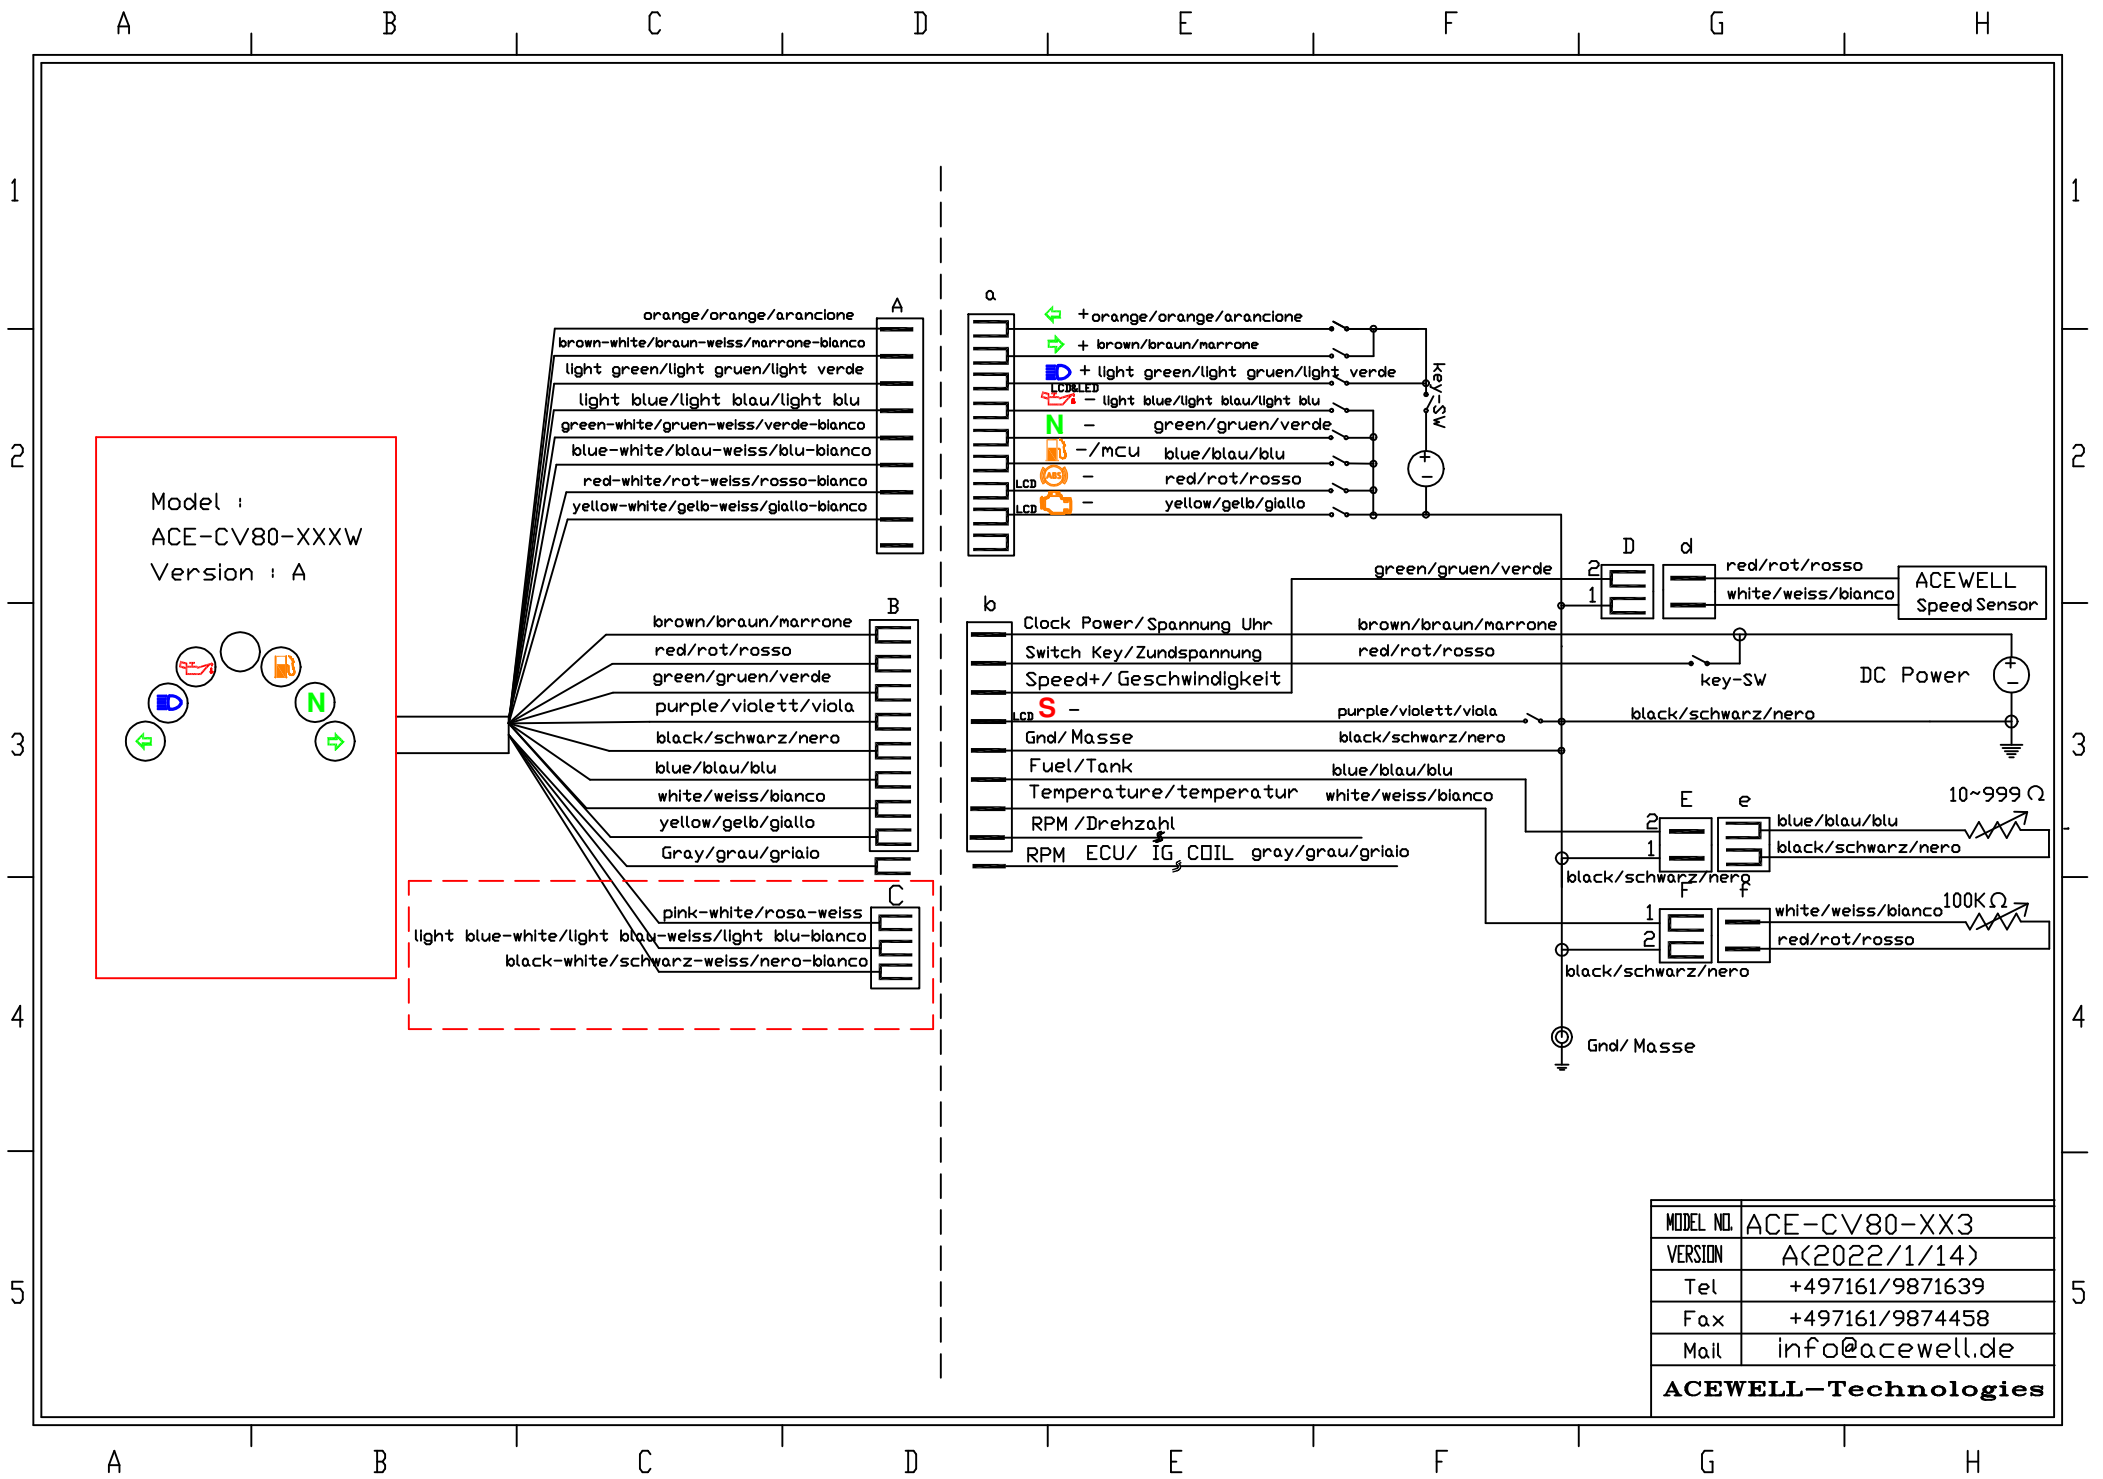 A B C D E F G H
1 1
2 2
3 3
4 4
5 5
A B C D E F G H
Model :
ACE-CV80-XXXW
Version : A
N
A
orange/orange/arancione
brown-white/braun-weiss/marrone-bianco
light green/light gruen/light verde
light blue/light blau/light blu
green-white/gruen-weiss/verde-bianco
blue-white/blau-weiss/blu-bianco
red-white/rot-weiss/rosso-bianco
yellow-white/gelb-weiss/giallo-bianco
B
brown/braun/marrone
red/rot/rosso
green/gruen/verde
purple/violett/viola
black/schwarz/nero
blue/blau/blu
white/weiss/bianco
yellow/gelb/giallo
Gray/grau/griaio
C
pink-white/rosa-weiss
light blue-white/light blau-weiss/light blu-bianco
black-white/schwarz-weiss/nero-bianco
a
+ orange/orange/arancione
+ brown/braun/marrone
+ light green/light gruen/light verde
LCD&LED
- light blue/light blau/light blu
N - green/gruen/verde
-/mcu blue/blau/blu
LCD ABS - red/rot/rosso
LCD - yellow/gelb/giallo
key-SW
+
-
b
Clock Power/Spannung Uhr brown/braun/marrone
Switch Key/Zundspannung red/rot/rosso
Speed+/Geschwindigkeit green/gruen/verde
LCD S - purple/violett/viola
Gnd/Masse black/schwarz/nero
Fuel/Tank blue/blau/blu
Temperature/temperatur white/weiss/bianco
RPM/Drehzahl
RPM ECU/ IG COIL gray/grau/griaio
D d
2 red/rot/rosso
1 white/weiss/bianco
ACEWELL
Speed Sensor
key-SW
DC Power
+
-
black/schwarz/nero
E e
2 blue/blau/blu
1 black/schwarz/nero
10~999Ω
black/schwarz/nero
F f
1 white/weiss/bianco
2 red/rot/rosso
100KΩ
black/schwarz/nero
Gnd/Masse
MODEL NO. ACE-CV80-XX3
VERSION A(2022/1/14)
Tel +497161/9871639
Fax +497161/9874458
Mail info@acewell.de
ACEWELL-Technologies